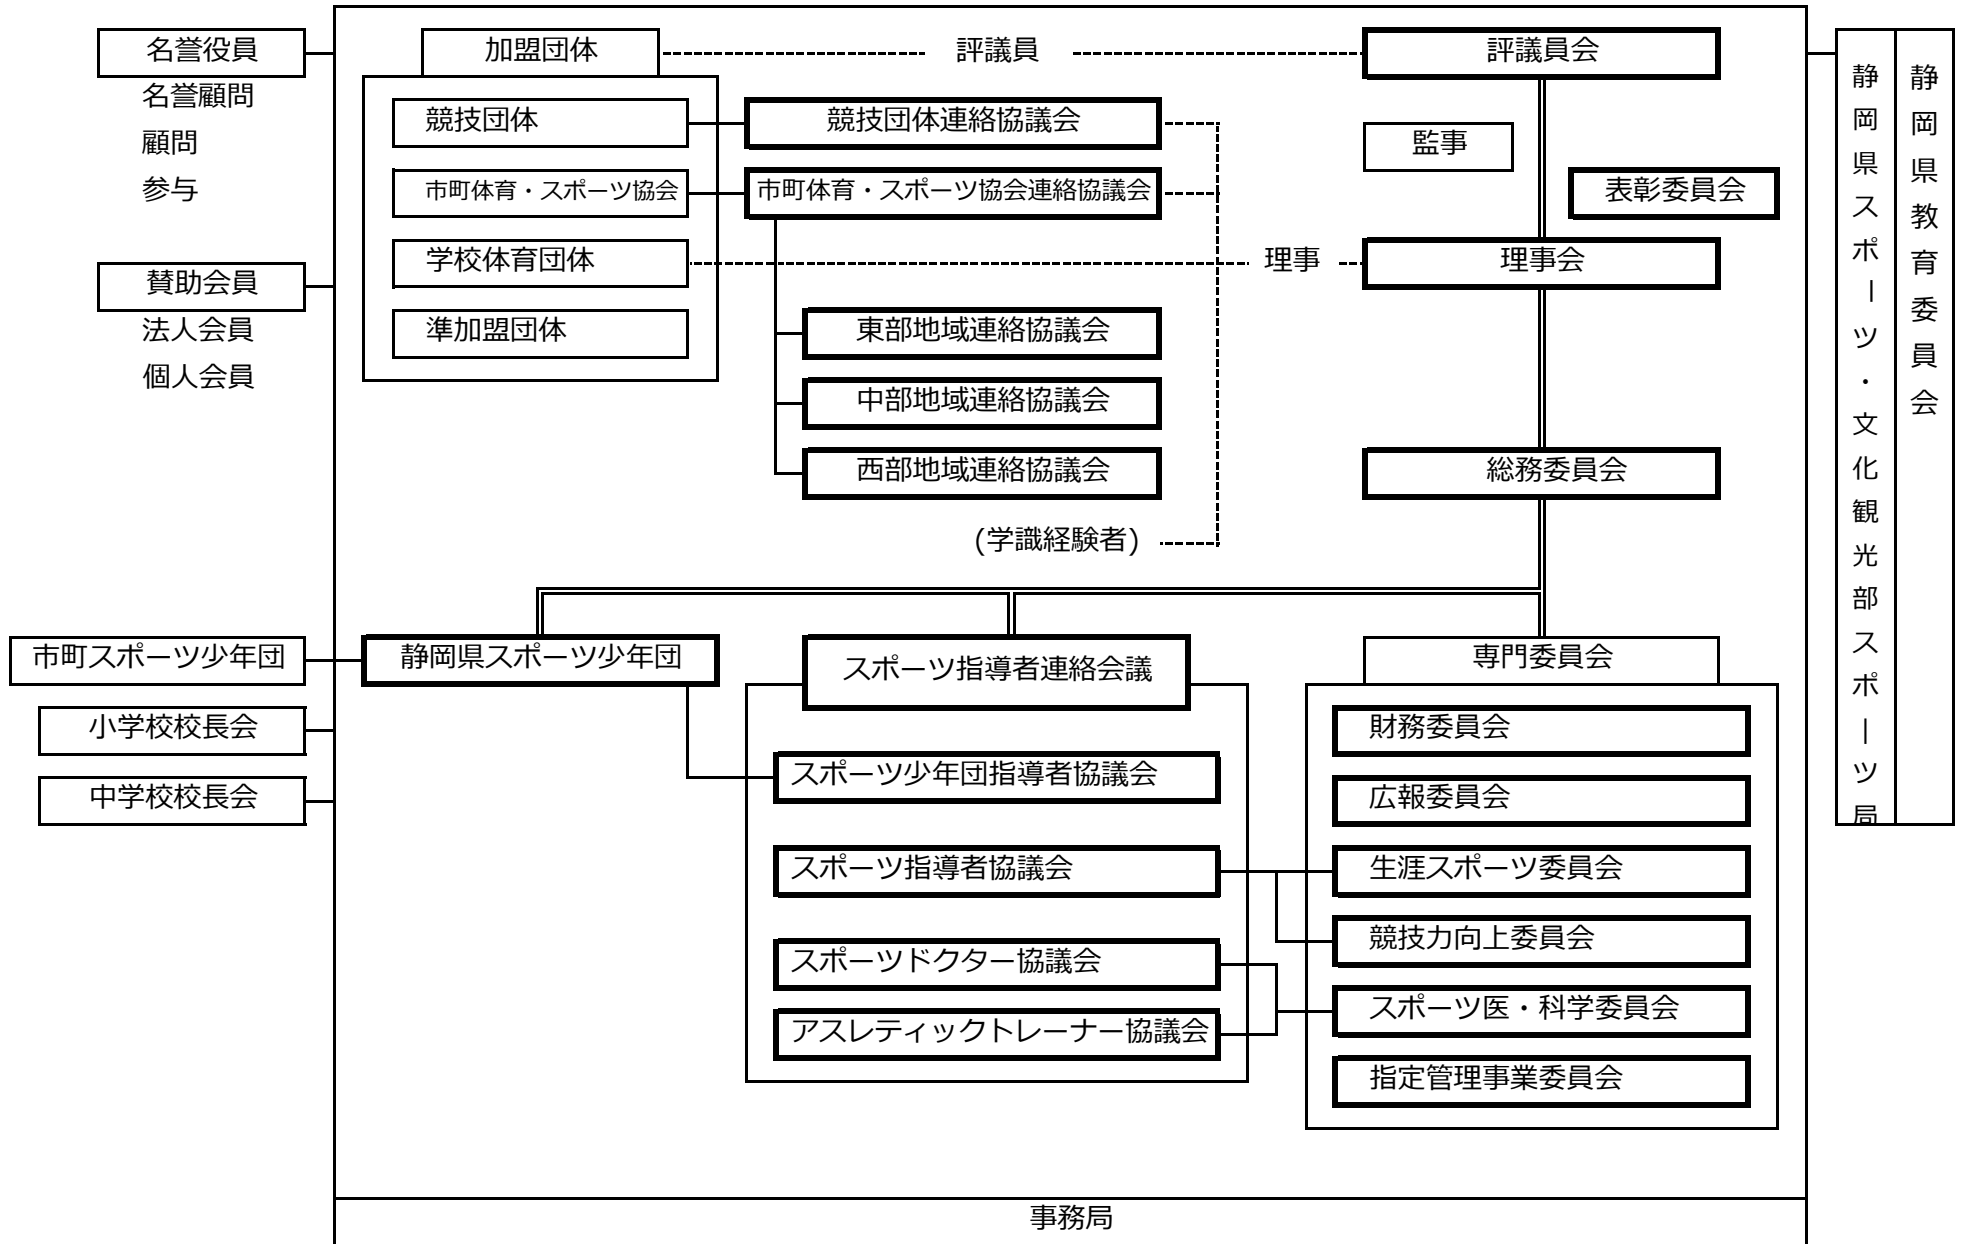 名誉役員
名誉顧問
顧問
参与
賛助会員
法人会員
個人会員
加盟団体
評議員
評議員会
競技団体
競技団体連絡協議会
監事
市町体育・スポーツ協会
市町体育・スポーツ協会連絡協議会
表彰委員会
学校体育団体
理事
理事会
準加盟団体
東部地域連絡協議会
中部地域連絡協議会
西部地域連絡協議会
総務委員会
(学識経験者)
市町スポーツ少年団
小学校校長会
中学校校長会
静岡県スポーツ少年団
スポーツ指導者連絡会議
スポーツ少年団指導者協議会
スポーツ指導者協議会
スポーツドクター協議会
アスレティックトレーナー協議会
専門委員会
財務委員会
広報委員会
生涯スポーツ委員会
競技力向上委員会
スポーツ医・科学委員会
指定管理事業委員会
静岡県教育委員会
静岡県スポーツ・文化観光部スポーツ局
事務局